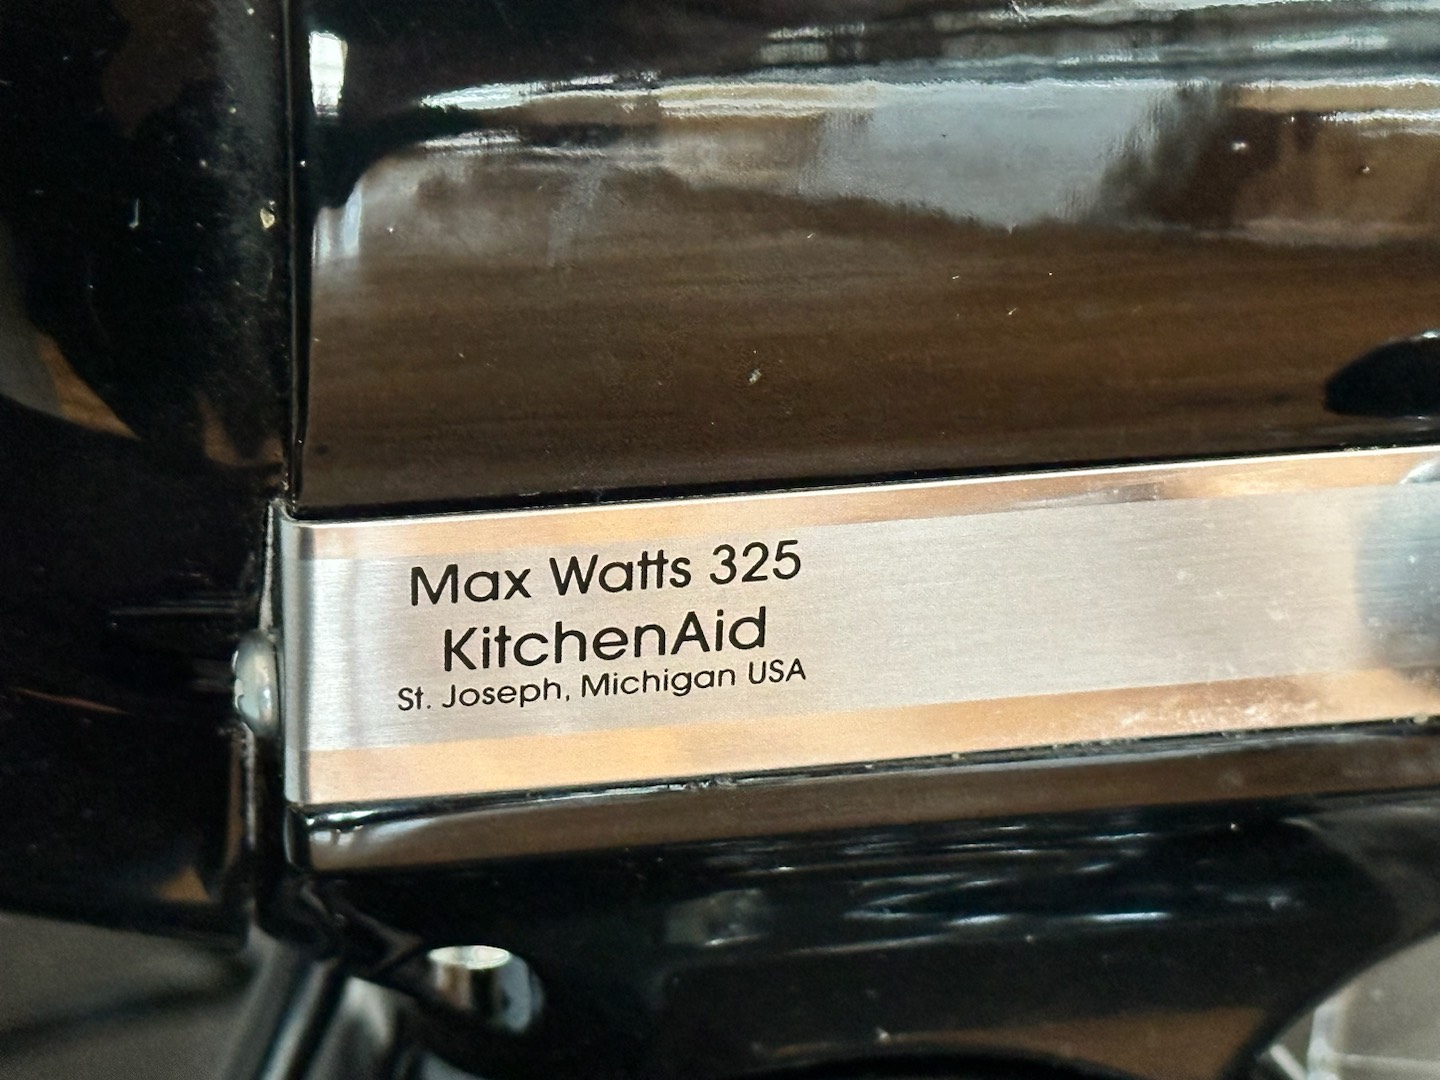 Max Watts 325
KitchenAid
St. Joseph, Michigan USA